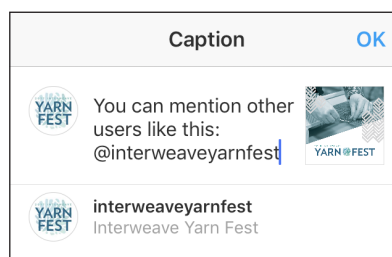 Caption
OK
YARN
FEST
You can mention other
users like this:
@interweaveyarnfest
YARN FEST
YARN
FEST
interweaveyarnfest
Interweave Yarn Fest